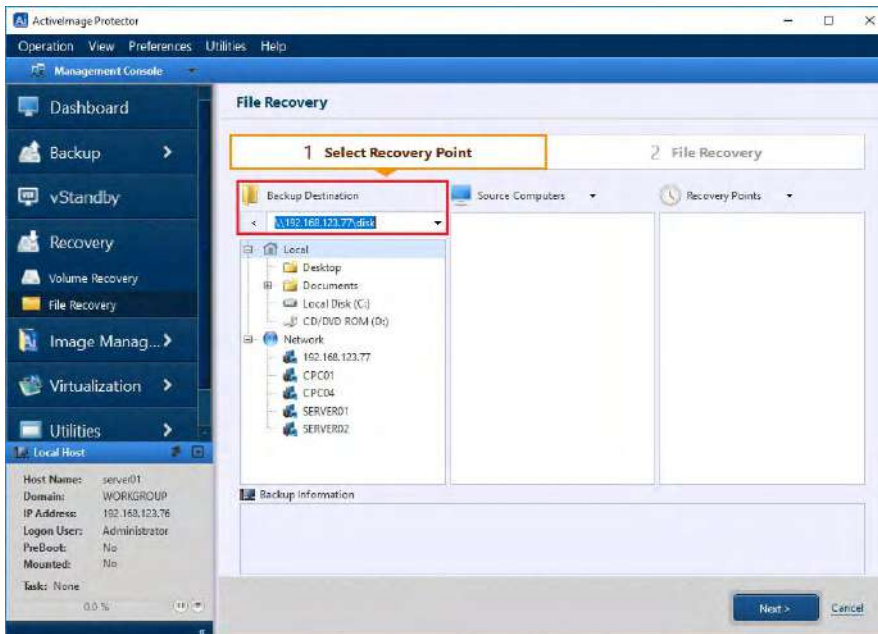 ActiveImage Protector
Operation View Preferences Utilities Help
Management Console
Dashboard
Backup
vStandby
Recovery
Volume Recovery
File Recovery
Image Manag...
Virtualization
Utilities
Local Host
Host Name: server01
Domain: WORKGROUP
IP Address: 192.168.123.76
Logon User: Administrator
PreBoot: No
Mounted: No
Task: None
0.0 %
File Recovery
1 Select Recovery Point
2 File Recovery
Backup Destination
Source Computers
Recovery Points
\\192.168.123.77\disk
Local
Desktop
Documents
Local Disk (C:)
CD/DVD ROM (D:)
Network
192.168.123.77
CPC01
CPC04
SERVER01
SERVER02
Backup Information
Next > Cancel